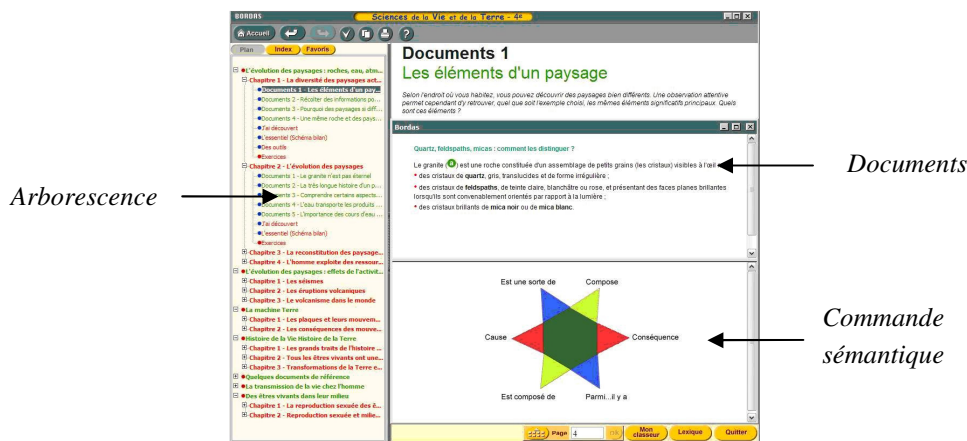 BORDAS
Sciences de la Vie et de la Terre - 4e
Accueil
?
Plan Index Favoris
L'évolution des paysages : roches, eau, atm...
Chapitre 1 - La diversité des paysages act...
Documents 1 - Les éléments d'un pay...
Documents 2 - Récolter des informations po...
Documents 3 - Pourquoi des paysages si diff...
Documents 4 - Une même roche et des pays...
J'ai découvert
L'essentiel (Schéma bilan)
Des outils
Exercices
Chapitre 2 - L'évolution des paysages
Documents 1 - Le granite n'est pas éternel
Documents 2 - La très longue histoire d'un p...
Documents 3 - Comprendre certains aspects...
Documents 4 - L'eau transporte les produits ...
Documents 5 - L'importance des cours d'eau ...
J'ai découvert
L'essentiel (Schéma bilan)
Exercices
Chapitre 3 - La reconstitution des paysage...
Chapitre 4 - L'homme exploite des ressour...
L'évolution des paysages : effets de l'activit...
Chapitre 1 - Les séismes
Chapitre 2 - Les éruptions volcaniques
Chapitre 3 - Le volcanisme dans le monde
La machine Terre
Chapitre 1 - Les plaques et leurs mouvem...
Chapitre 2 - Les conséquences des mouve...
Histoire de la Vie Histoire de la Terre
Chapitre 1 - Les grands traits de l'histoire ...
Chapitre 2 - Tous les êtres vivants ont une...
Chapitre 3 - Transformations de la Terre e...
Quelques documents de référence
La transmission de la vie chez l'homme
Des êtres vivants dans leur milieu
Chapitre 1 - La reproduction sexuée des ê...
Chapitre 2 - Reproduction sexuée et milie...
Documents 1
Les éléments d'un paysage
Selon l'endroit où vous habitez, vous pouvez découvrir des paysages bien différents. Une observation attentive
permet cependant d'y retrouver, quel que soit l'exemple choisi, les mêmes éléments significatifs principaux. Quels
sont ces éléments ?
Bordas
Quartz, feldspaths, micas : comment les distinguer ?
Le granite (a) est une roche constituée d'un assemblage de petits grains (les cristaux) visibles à l'œil
• des cristaux de quartz, gris, translucides et de forme irrégulière ;
• des cristaux de feldspaths, de teinte claire, blanchâtre ou rose, et présentant des faces planes brillantes
lorsqu'ils sont convenablement orientés par rapport à la lumière ;
• des cristaux brillants de mica noir ou de mica blanc.
Est une sorte de Compose
Cause Conséquence
Est composé de Parmi...il y a
Page 4 ok Mon classeur Lexique Quitter
Arborescence
Documents
Commande
sémantique